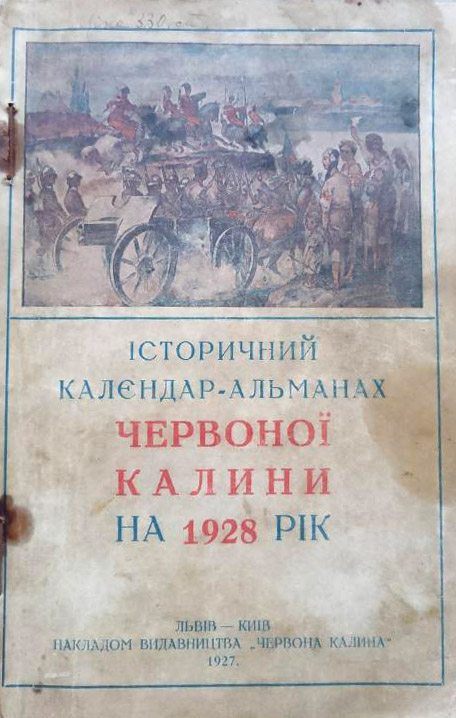 ІСТОРИЧНИЙ
КАЛЄНДАР-АЛЬМАНАХ
ЧЕРВОНОЇ
КАЛИНИ
НА 1928 РІК
ЛЬВІВ — КИЇВ
НАКЛАДОМ ВИДАВНИЦТВА „ЧЕРВОНА КАЛИНА"
1927.